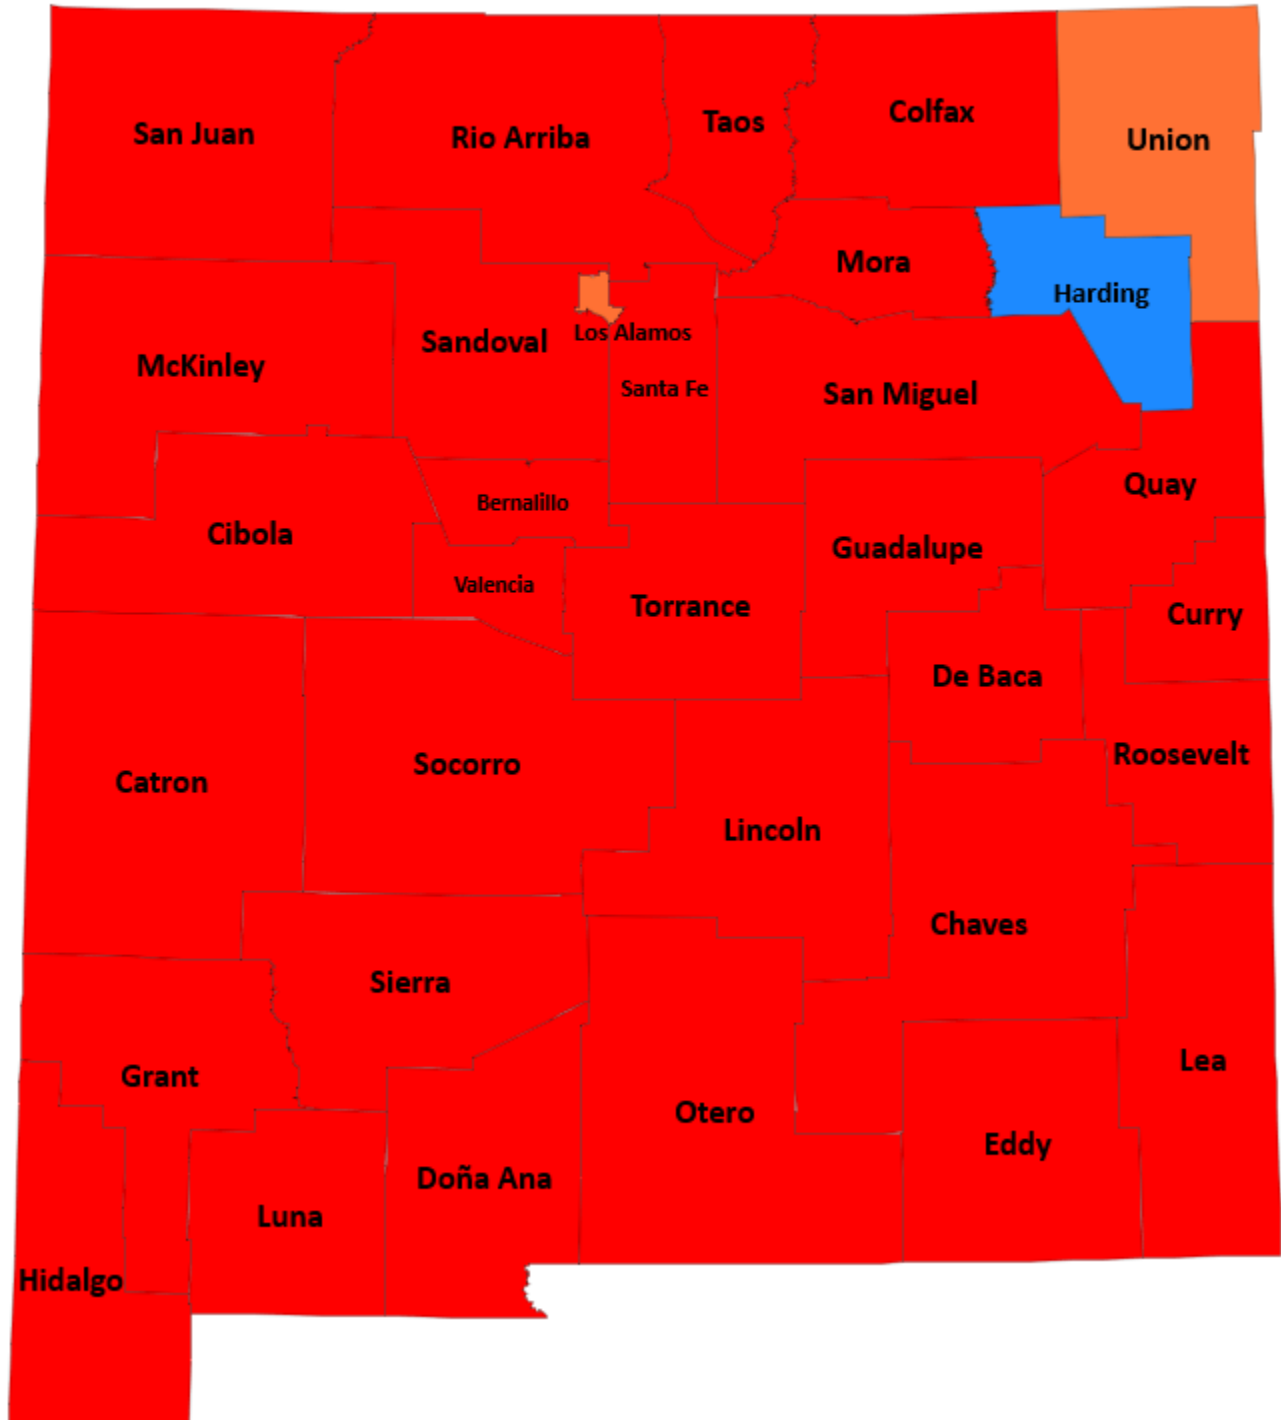 San Juan
Rio Arriba
Taos
Colfax
Union
Mora
Harding
McKinley
Sandoval
Los Alamos
Santa Fe
San Miguel
Quay
Cibola
Bernalillo
Guadalupe
Valencia
Torrance
Curry
De Baca
Roosevelt
Catron
Socorro
Lincoln
Chaves
Sierra
Grant
Lea
Otero
Eddy
Doña Ana
Luna
Hidalgo